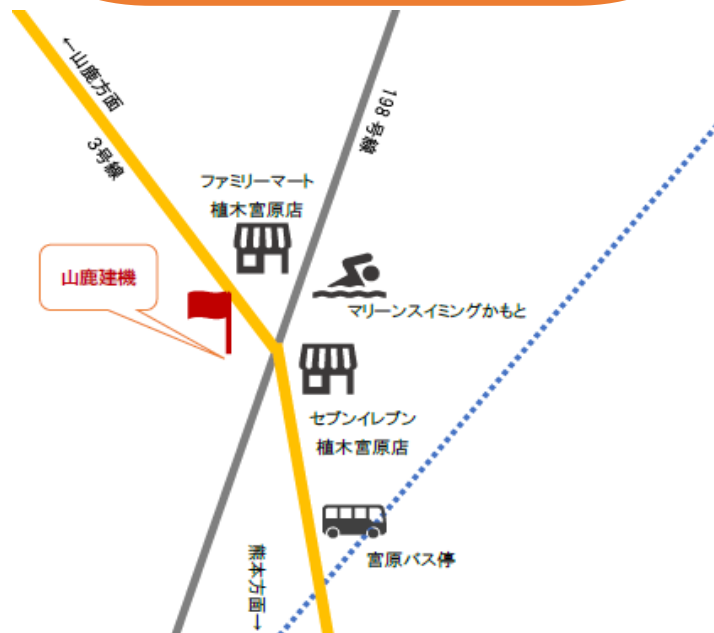 ←山鹿方面
3号線
198号線
ファミリーマート
植木宮原店
山鹿建機
マリーンスイミングかもと
セブンイレブン
植木宮原店
宮原バス停
熊本方面→